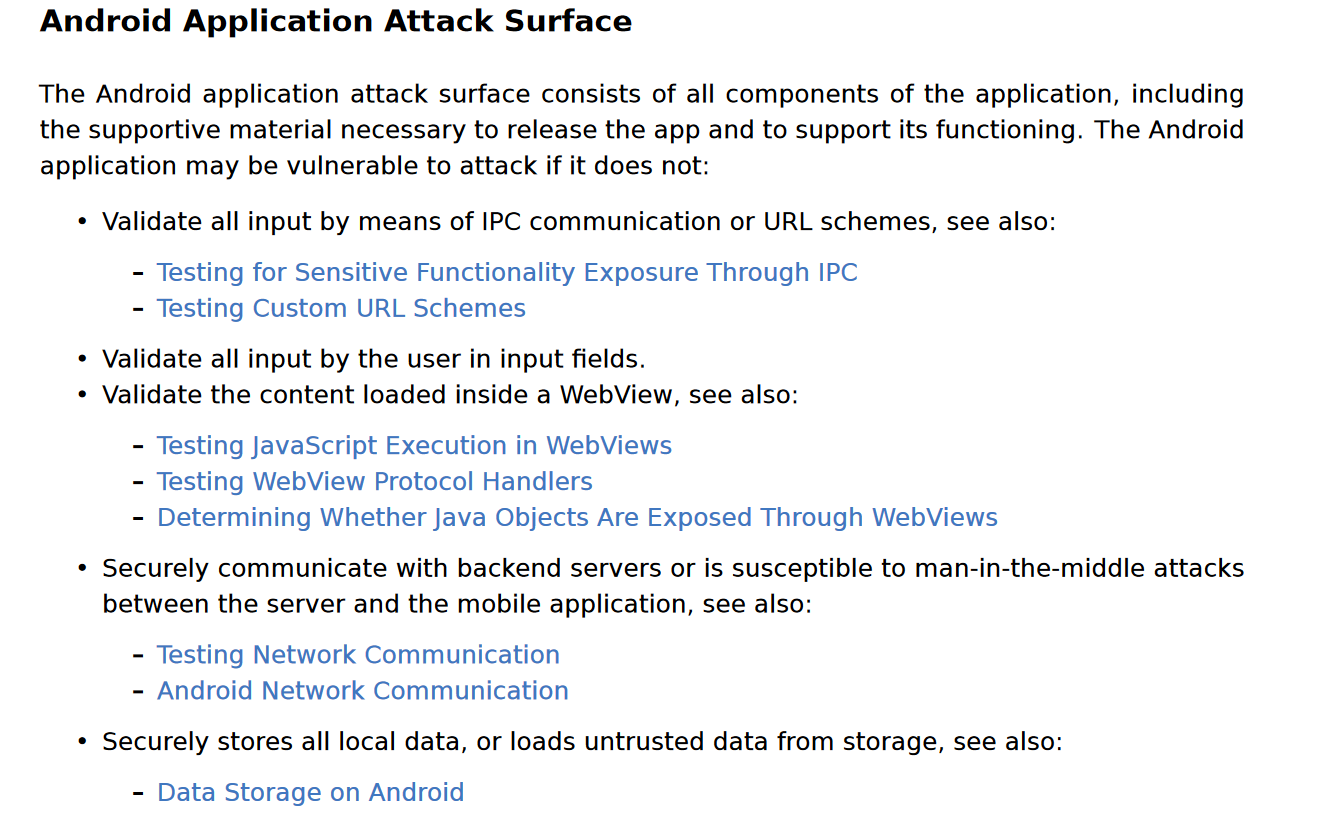 Android Application Attack Surface
The Android application attack surface consists of all components of the application, including
the supportive material necessary to release the app and to support its functioning. The Android
application may be vulnerable to attack if it does not:
• Validate all input by means of IPC communication or URL schemes, see also:
– Testing for Sensitive Functionality Exposure Through IPC
– Testing Custom URL Schemes
• Validate all input by the user in input fields.
• Validate the content loaded inside a WebView, see also:
– Testing JavaScript Execution in WebViews
– Testing WebView Protocol Handlers
– Determining Whether Java Objects Are Exposed Through WebViews
• Securely communicate with backend servers or is susceptible to man-in-the-middle attacks
between the server and the mobile application, see also:
– Testing Network Communication
– Android Network Communication
• Securely stores all local data, or loads untrusted data from storage, see also:
– Data Storage on Android